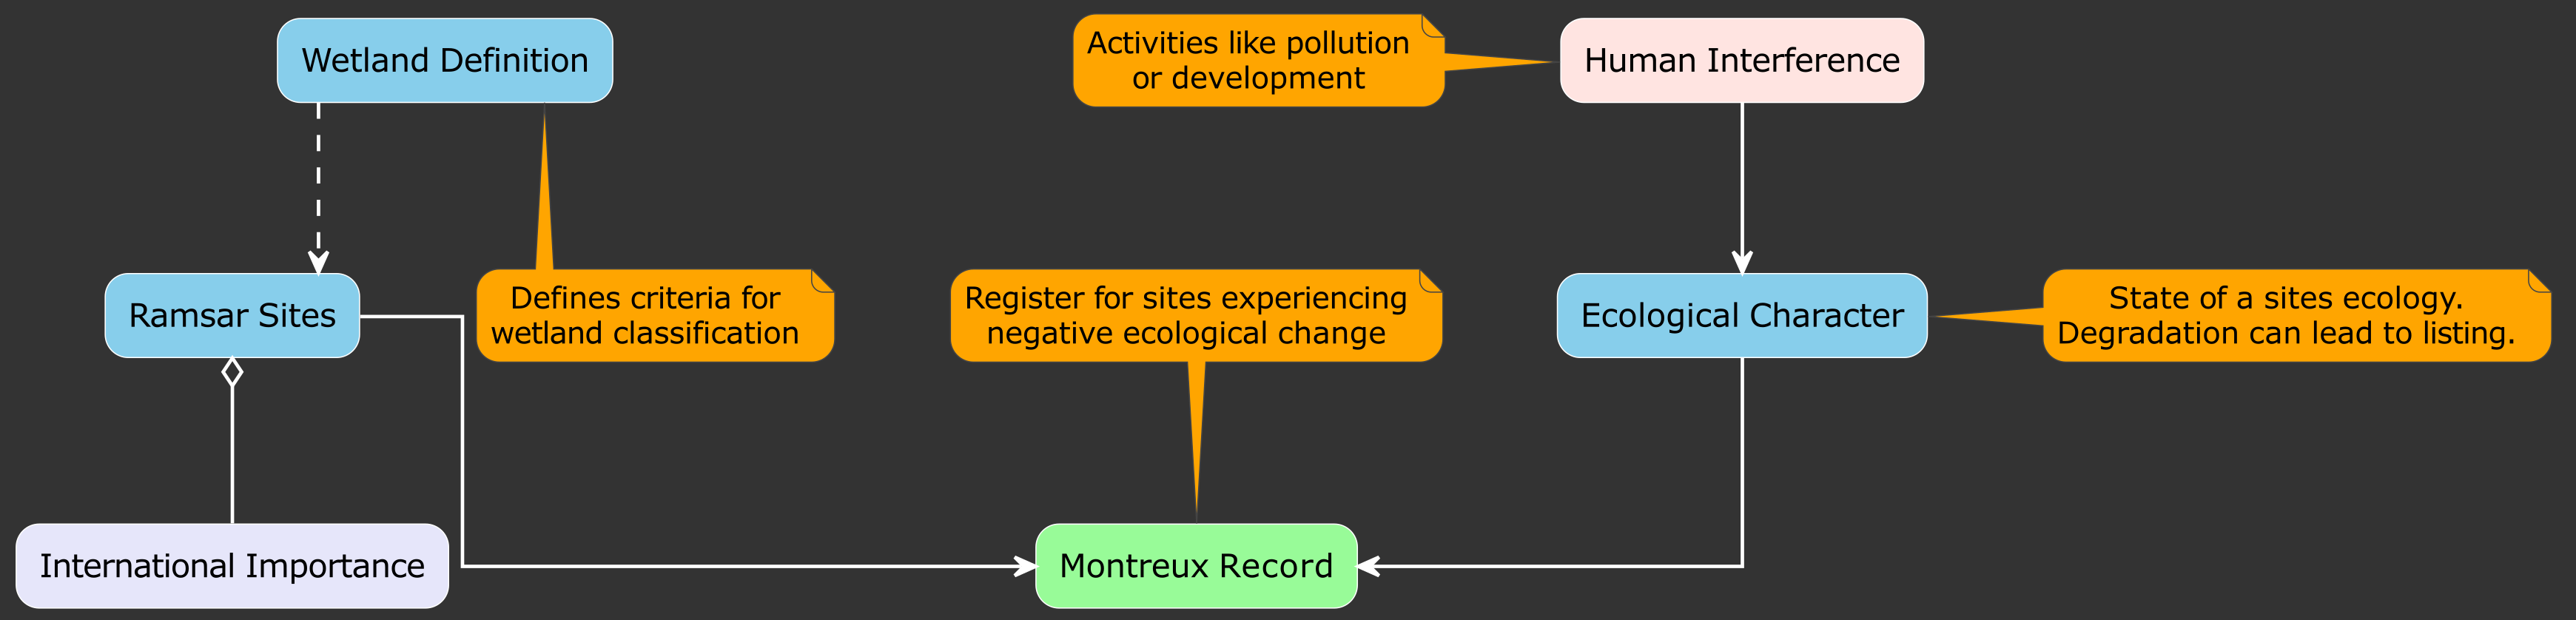 Wetland Definition
Activities like pollution
or development
Human Interference
Ramsar Sites
Defines criteria for
wetland classification
Register for sites experiencing
negative ecological change
Ecological Character
State of a sites ecology.
Degradation can lead to listing.
International Importance
Montreux Record